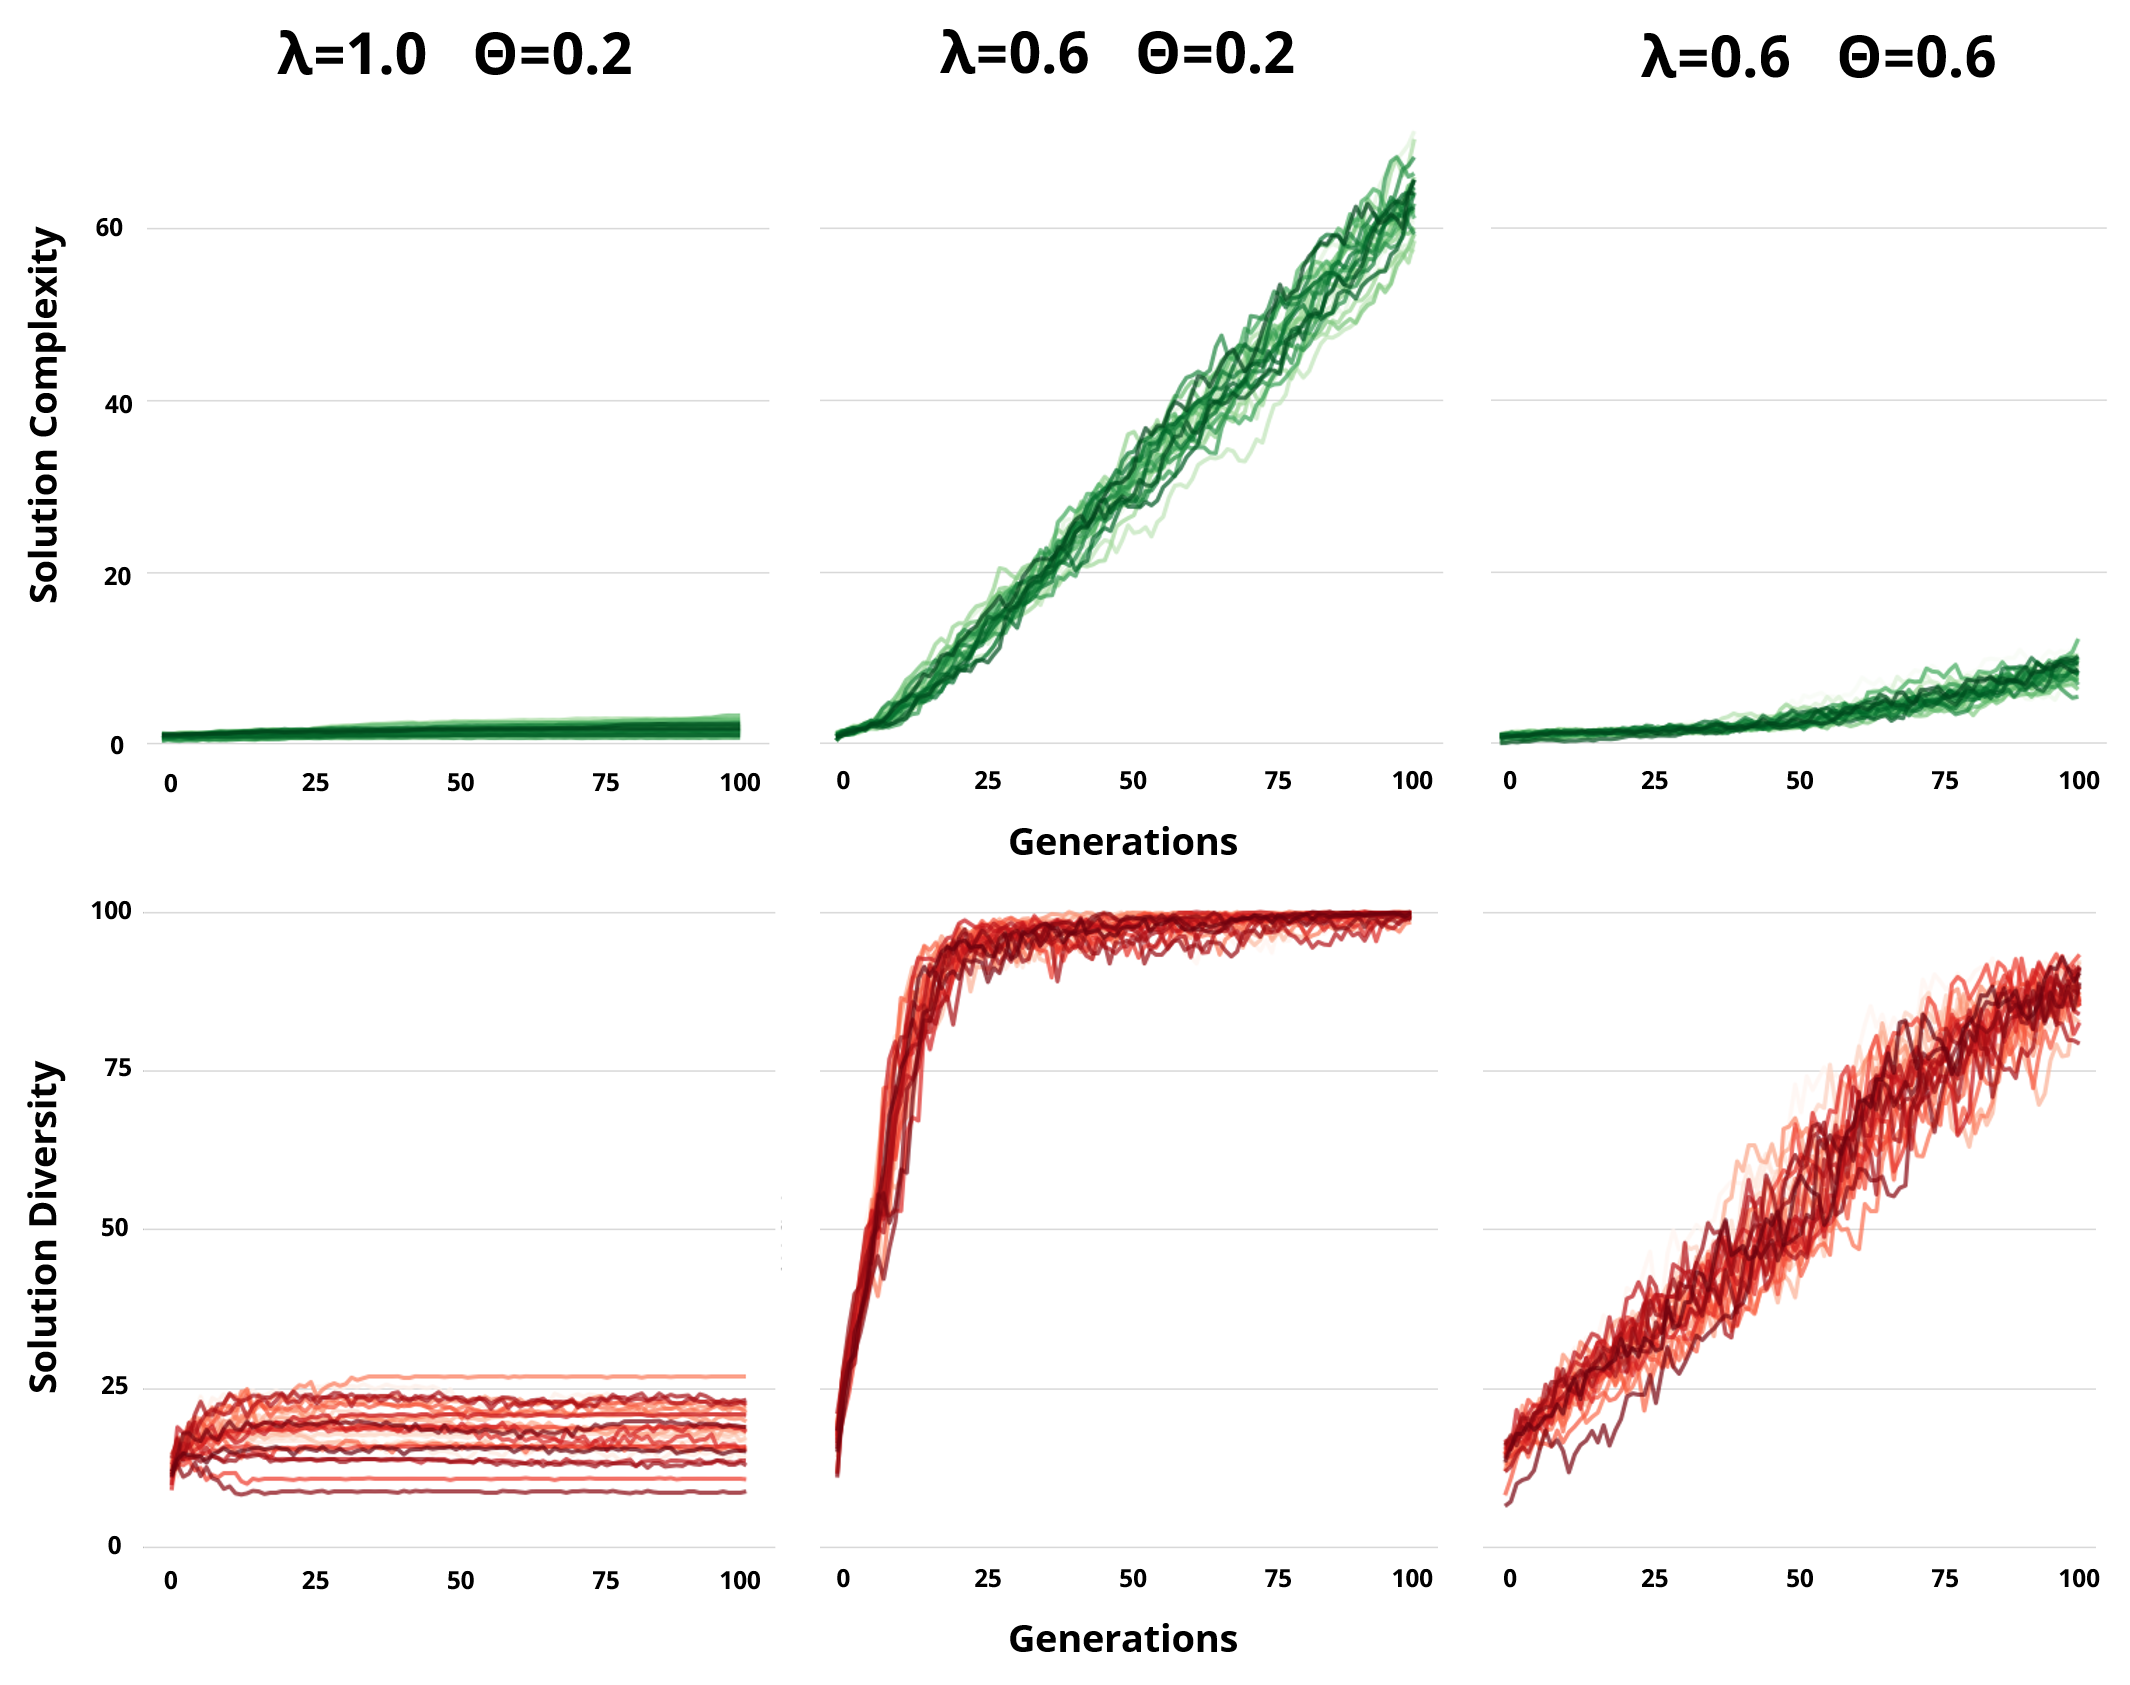 λ=1.0 Θ=0.2
λ=0.6 Θ=0.2
λ=0.6 Θ=0.6
Solution Complexity
60
40
20
0
0 25 50 75 100
0 25 50 75 100
0 25 50 75 100
Generations
Solution Diversity
100
75
50
25
0
0 25 50 75 100
0 25 50 75 100
0 25 50 75 100
Generations